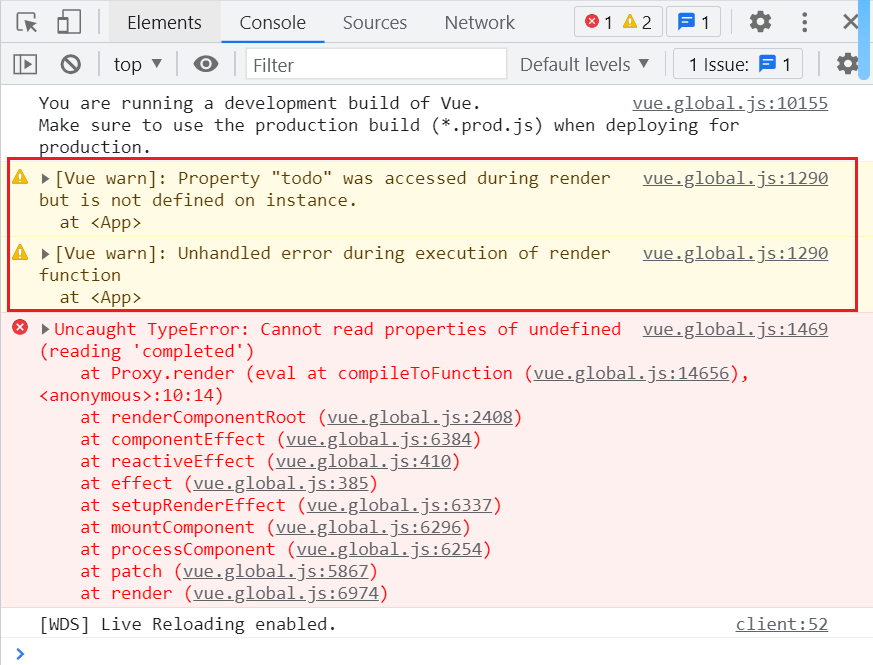 Elements Console Sources Network 1 2 1
top Filter Default levels 1 Issue: 1
You are running a development build of Vue. vue.global.js:10155
Make sure to use the production build (*.prod.js) when deploying for
production.
[Vue warn]: Property "todo" was accessed during render vue.global.js:1290
but is not defined on instance.
at <App>
[Vue warn]: Unhandled error during execution of render vue.global.js:1290
function
at <App>
Uncaught TypeError: Cannot read properties of undefined vue.global.js:1469
(reading 'completed')
at Proxy.render (eval at compileToFunction (vue.global.js:14656),
<anonymous>:10:14)
at renderComponentRoot (vue.global.js:2408)
at componentEffect (vue.global.js:6384)
at reactiveEffect (vue.global.js:410)
at effect (vue.global.js:385)
at setupRenderEffect (vue.global.js:6337)
at mountComponent (vue.global.js:6296)
at processComponent (vue.global.js:6254)
at patch (vue.global.js:5867)
at render (vue.global.js:6974)
[WDS] Live Reloading enabled. client:52